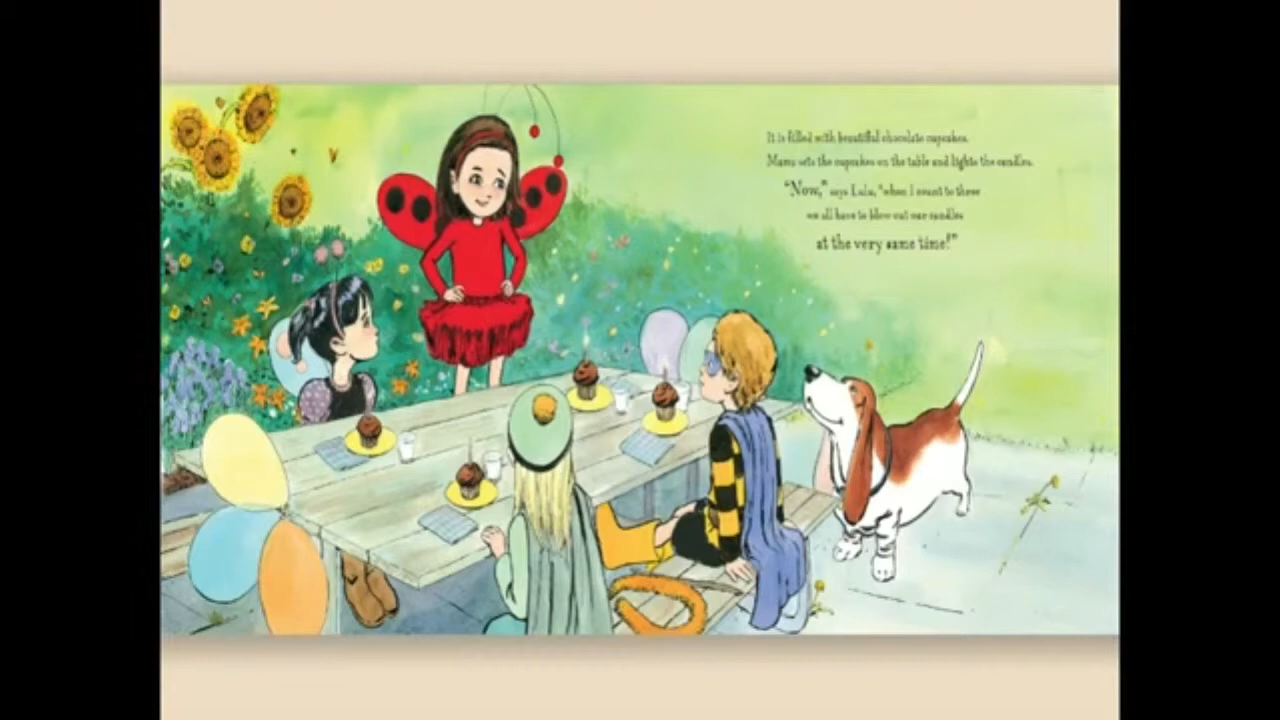 It is filled with beautiful chocolate cupcakes.
Mama sets the cupcakes on the table and lights the candles.
"Now," says Lulu, "when I count to three
we all have to blow out our candles
at the very same time!"